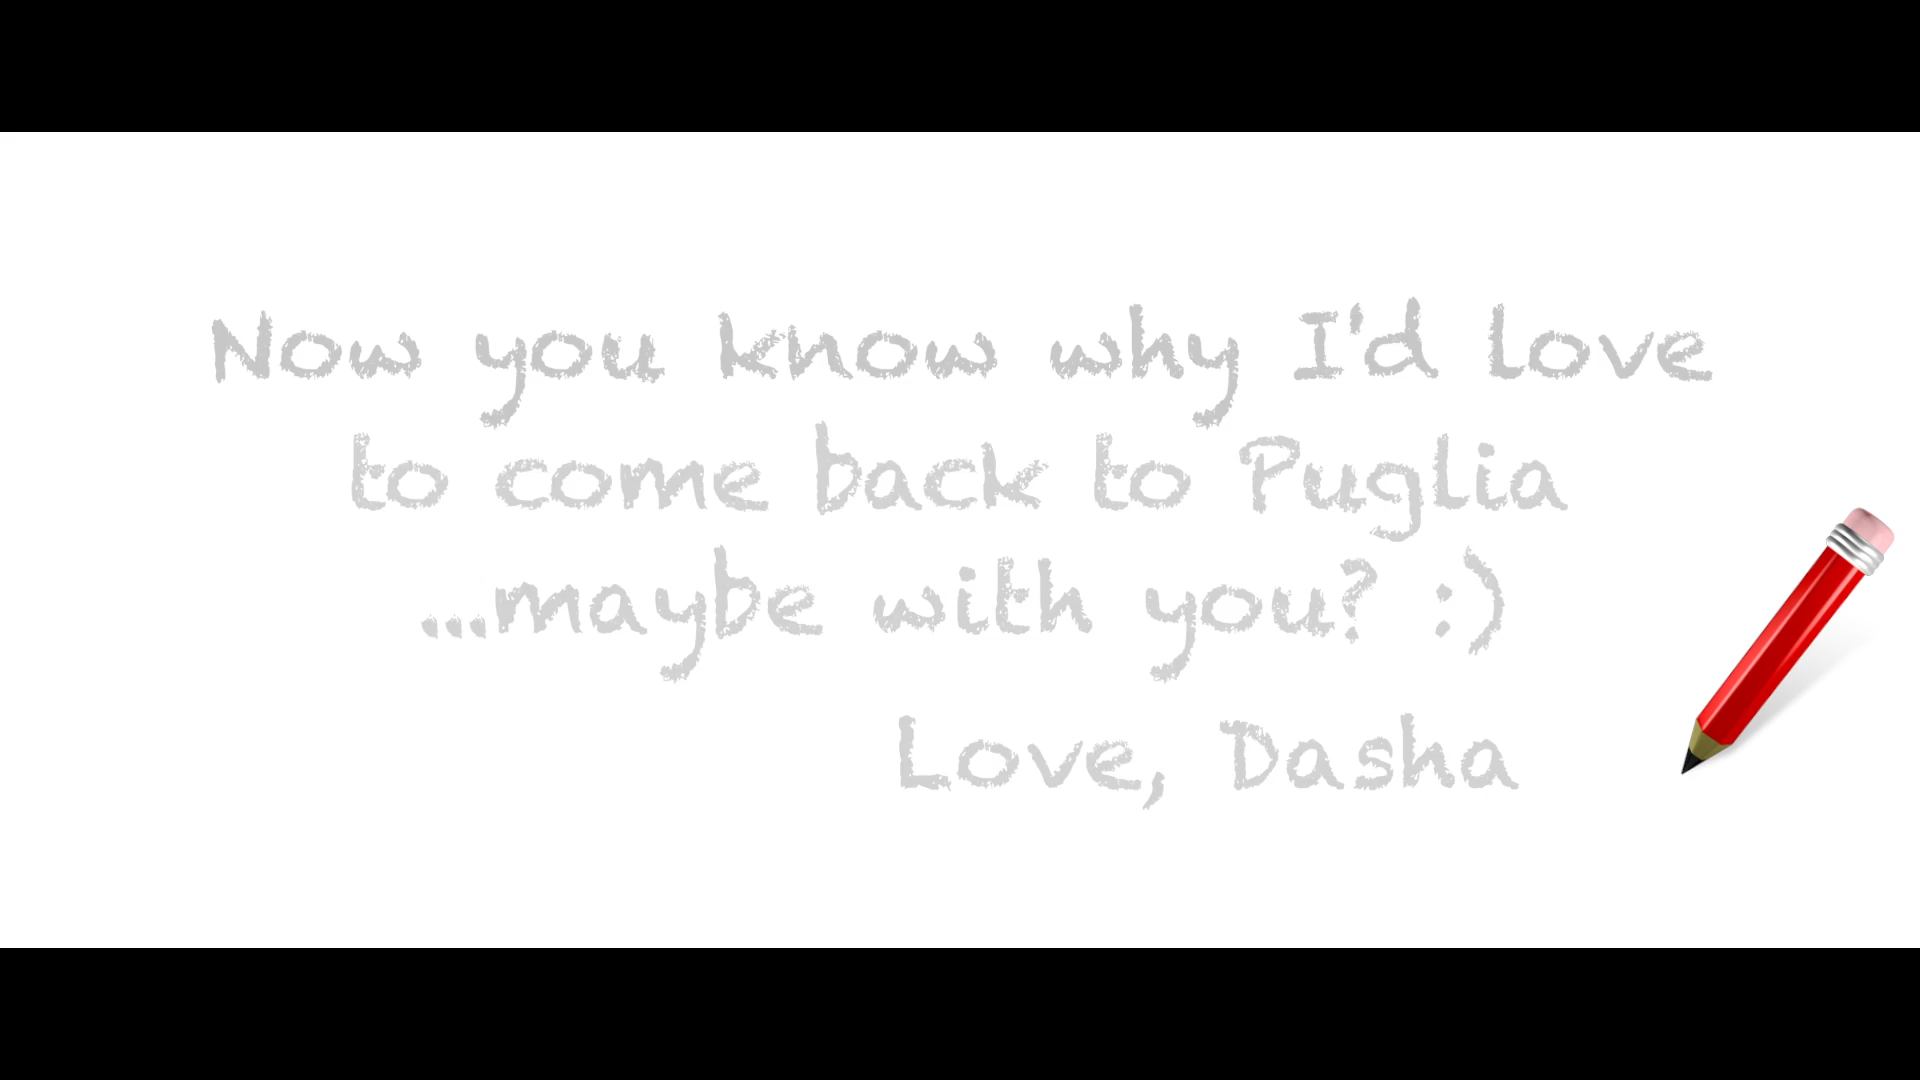 Now you know why I'd love
to come back to Puglia
...maybe with you? :)
Love, Dasha